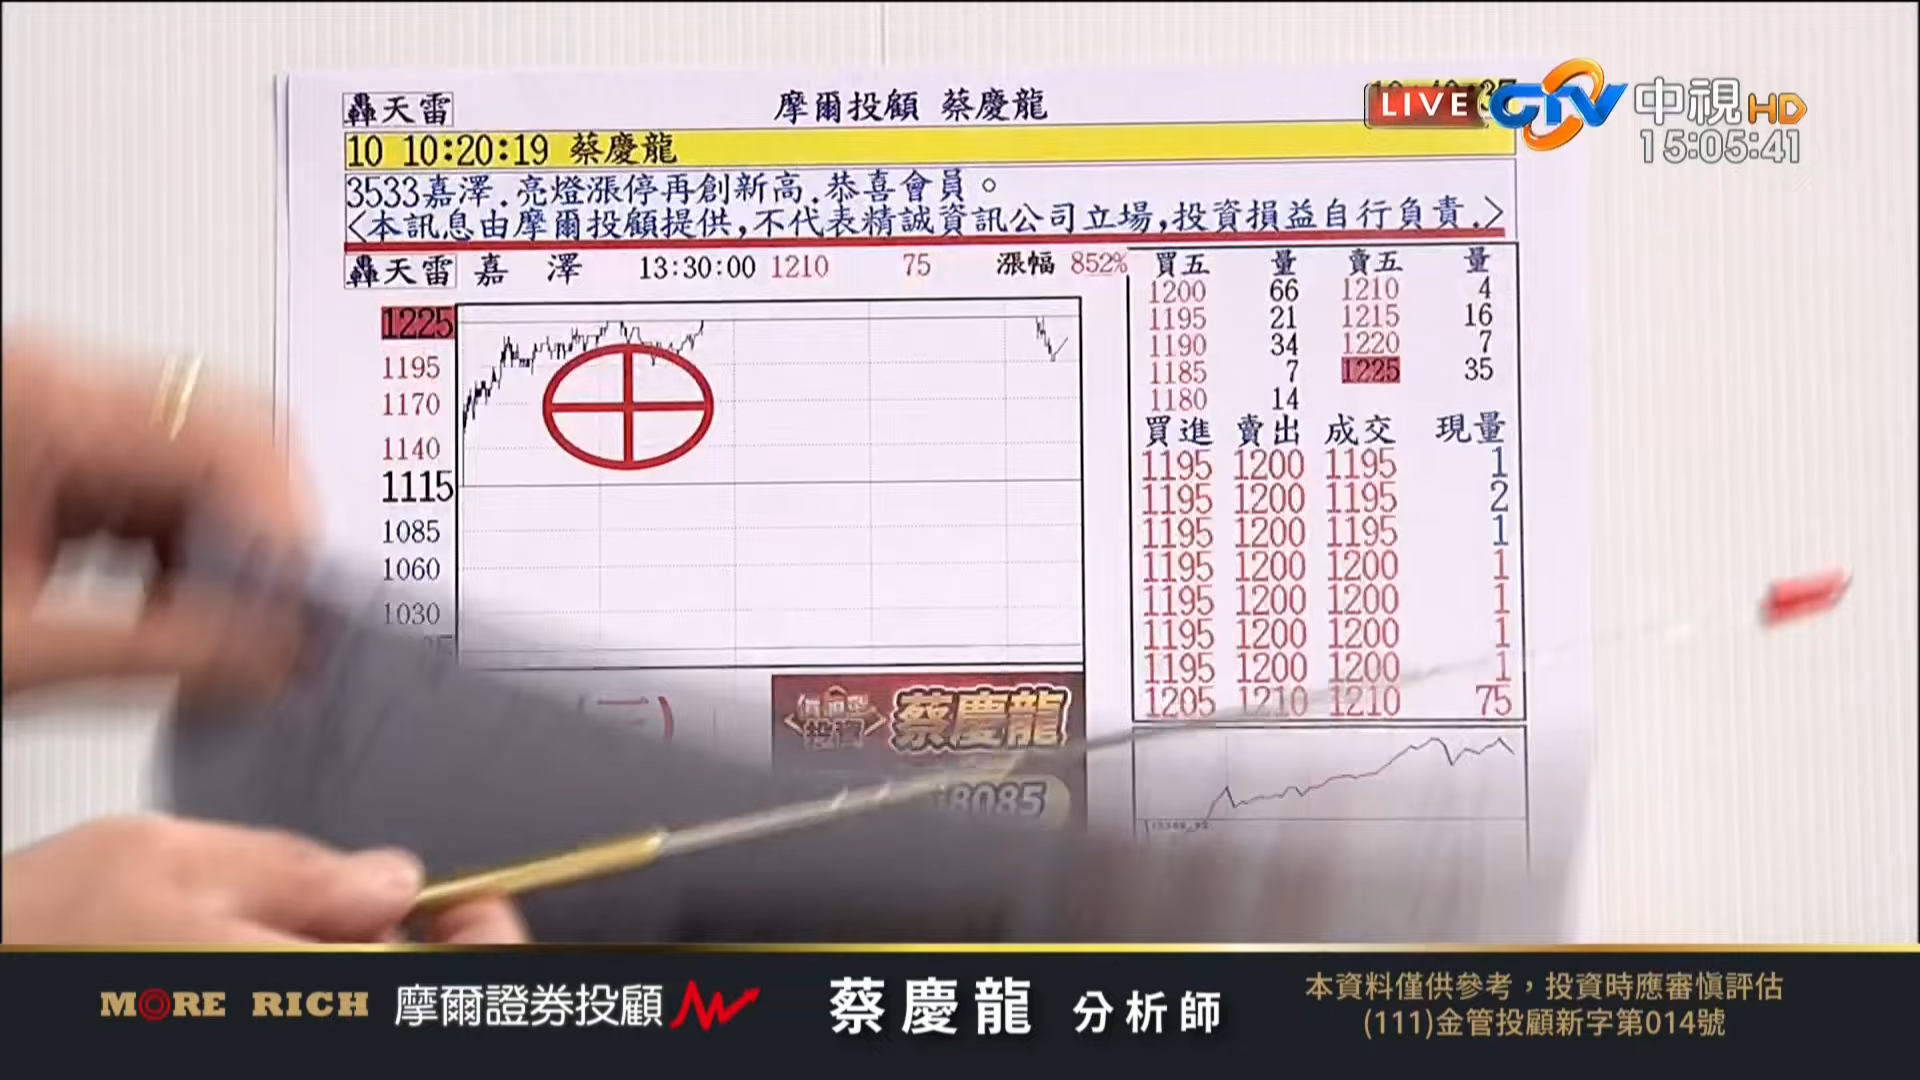 轟天雷 摩爾投顧 蔡慶龍
LIVE CTV 中視HD
15:05:41
10 10:20:19 蔡慶龍
3533嘉澤.亮燈漲停再創新高.恭喜會員。
<本訊息由摩爾投顧提供,不代表精誠資訊公司立場,投資損益自行負責.>
轟天雷 嘉澤 13:30:00 1210 75 漲幅 852%
買五 量 賣五 量
1200 66 1210 4
1195 21 1215 16
1190 34 1220 7
1185 7 1225 35
1180 14
買進 賣出 成交 現量
1195 1200 1195 1
1195 1200 1195 2
1195 1200 1195 1
1195 1200 1200 1
1195 1200 1200 1
1195 1200 1200 1
1195 1200 1200 1
1205 1210 1210 75
1225
1195
1170
1140
1115
1085
1060
1030
投資 蔡慶龍
8085
MORE RICH 摩爾證券投顧 蔡慶龍 分析師
本資料僅供參考，投資時應審慎評估
(111)金管投顧新字第014號